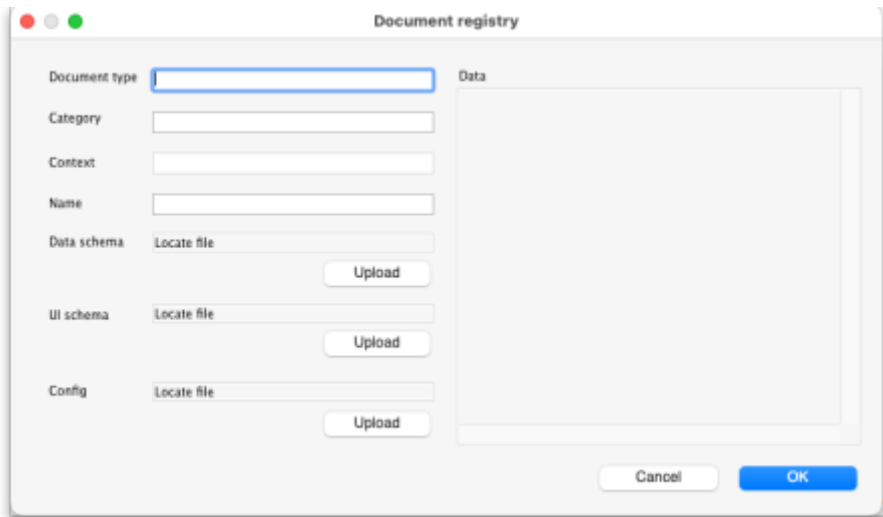 Document registry
Document type
Data
Category
Context
Name
Data schema
Locate file
Upload
UI schema
Locate file
Upload
Config
Locate file
Upload
Cancel
OK